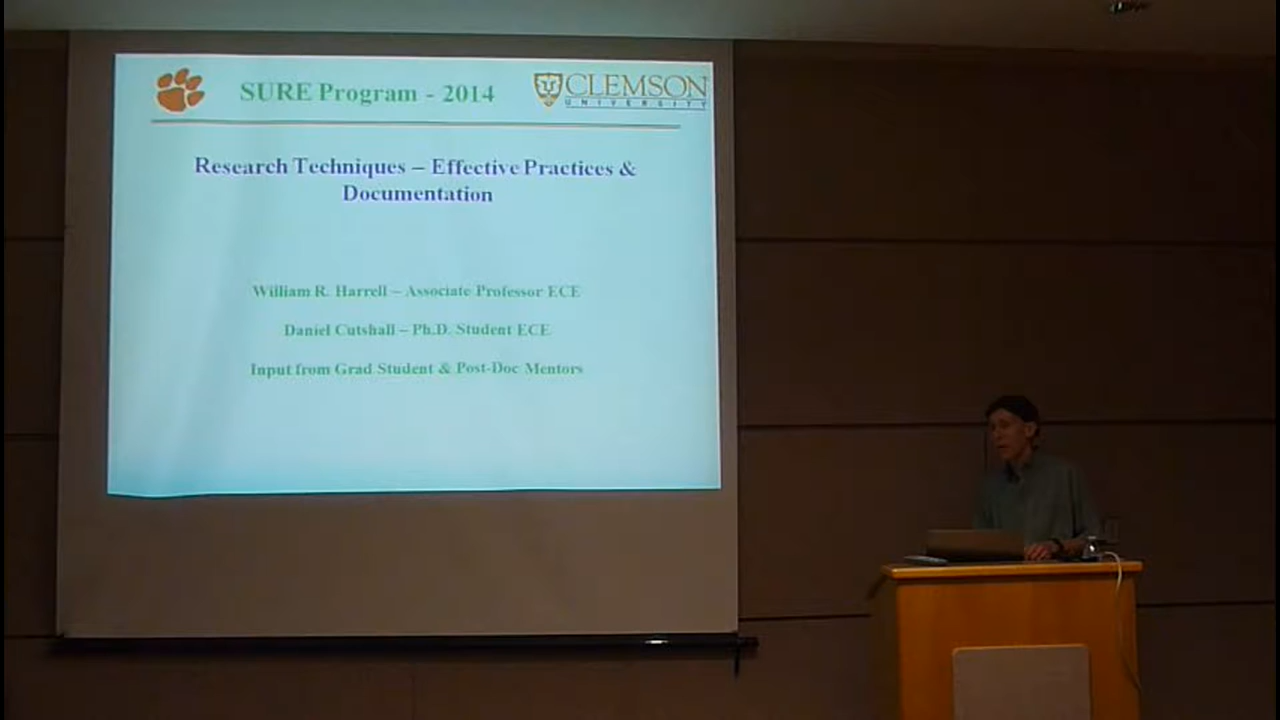 SURE Program - 2014
CLEMSON
UNIVERSITY
Research Techniques – Effective Practices &
Documentation
William R. Harrell – Associate Professor ECE
Daniel Cutshall – Ph.D. Student ECE
Input from Grad Student & Post-Doc Mentors